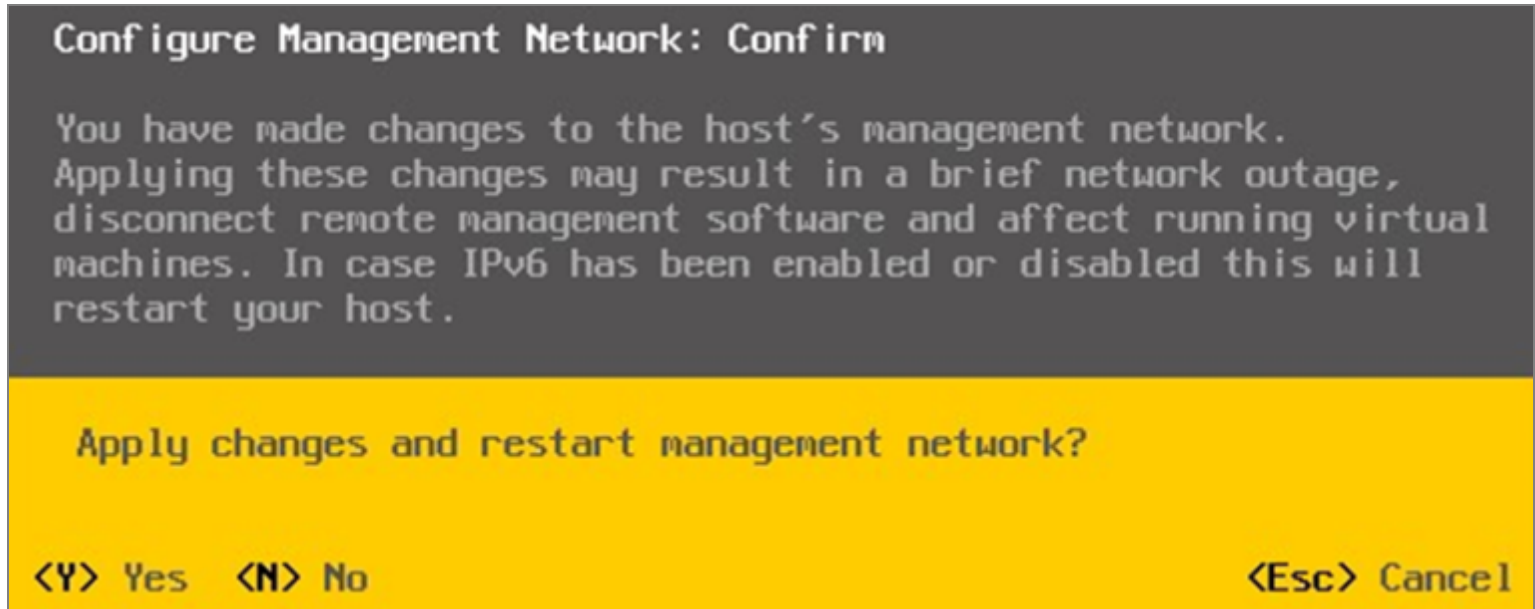 Configure Management Network: Confirm
You have made changes to the host's management network.
Applying these changes may result in a brief network outage,
disconnect remote management software and affect running virtual
machines. In case IPv6 has been enabled or disabled this will
restart your host.
Apply changes and restart management network?
<Y> Yes <N> No <Esc> Cancel